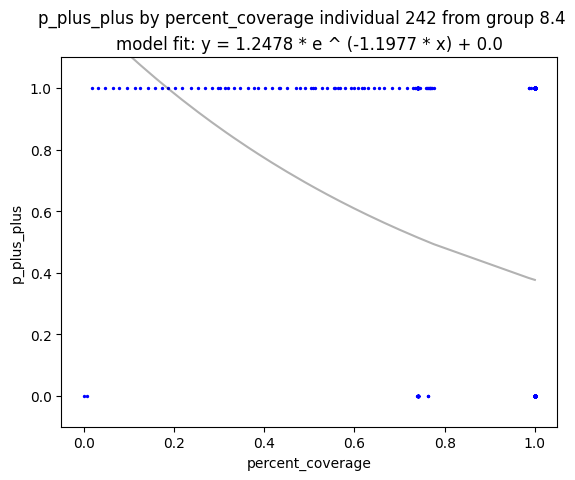 p_plus_plus by percent_coverage individual 242 from group 8.4
model fit: y = 1.2478 * e ^ (-1.1977 * x) + 0.0
1.0
0.8
0.6
0.4
0.2
0.0
p_plus_plus
0.0 0.2 0.4 0.6 0.8 1.0
percent_coverage